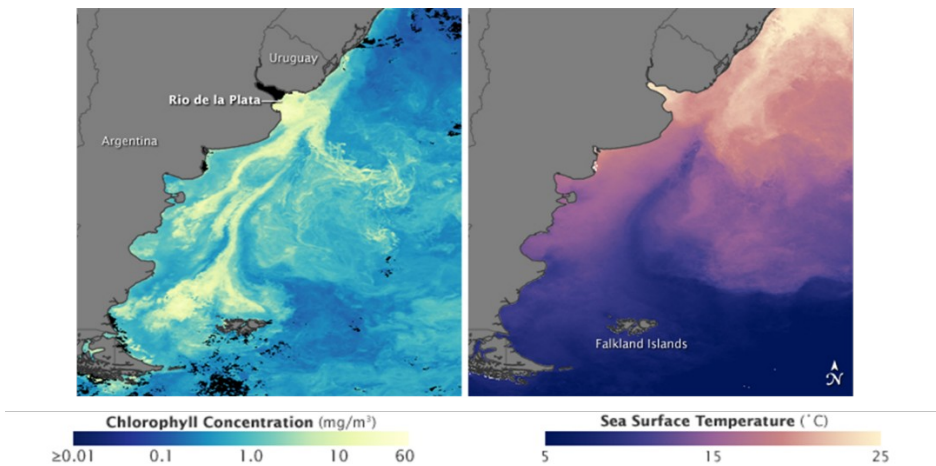 Uruguay
Rio de la Plata
Argentina
Falkland Islands
N
Chlorophyll Concentration (mg/m³)
≥0.01 0.1 1.0 10 60
Sea Surface Temperature (˚C)
5 15 25